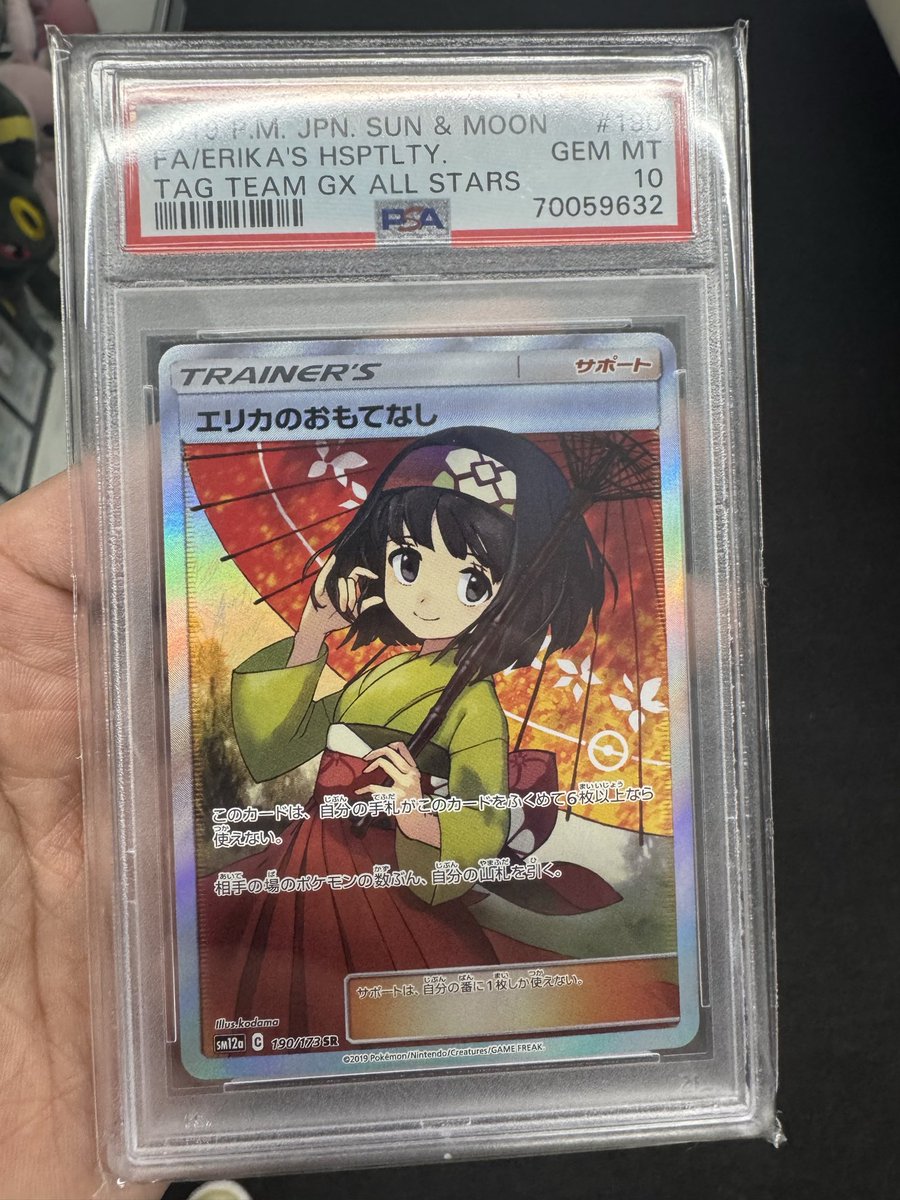 2019 P.M. JPN. SUN & MOON #190
FA/ERIKA'S HSPTLTY. GEM MT
TAG TEAM GX ALL STARS 10
PSA 70059632
TRAINER'S サポート
エリカのおもてなし
このカードは、自分の手札がこのカードをふくめて6枚以上なら
使えない。
相手の場のポケモンの数ぶん、自分の山札を引く。
サポートは、自分の番に1枚しか使えない。
Illus.kodama
sm12a C 190/173 SR
©2019 Pokémon/Nintendo/Creatures/GAME FREAK.